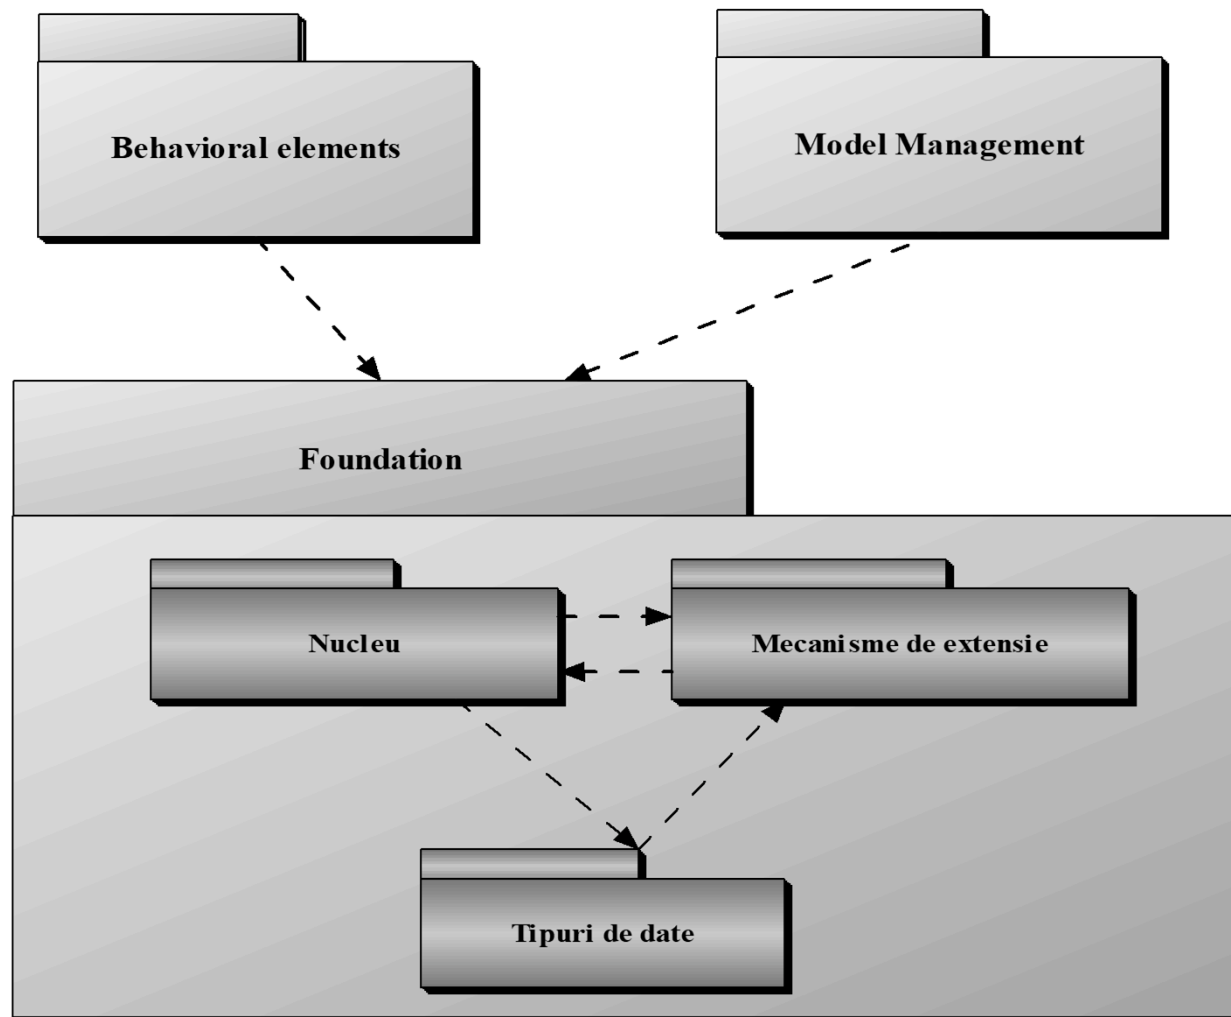 Behavioral elements
Model Management
Foundation
Nucleu
Mecanisme de extensie
Tipuri de date